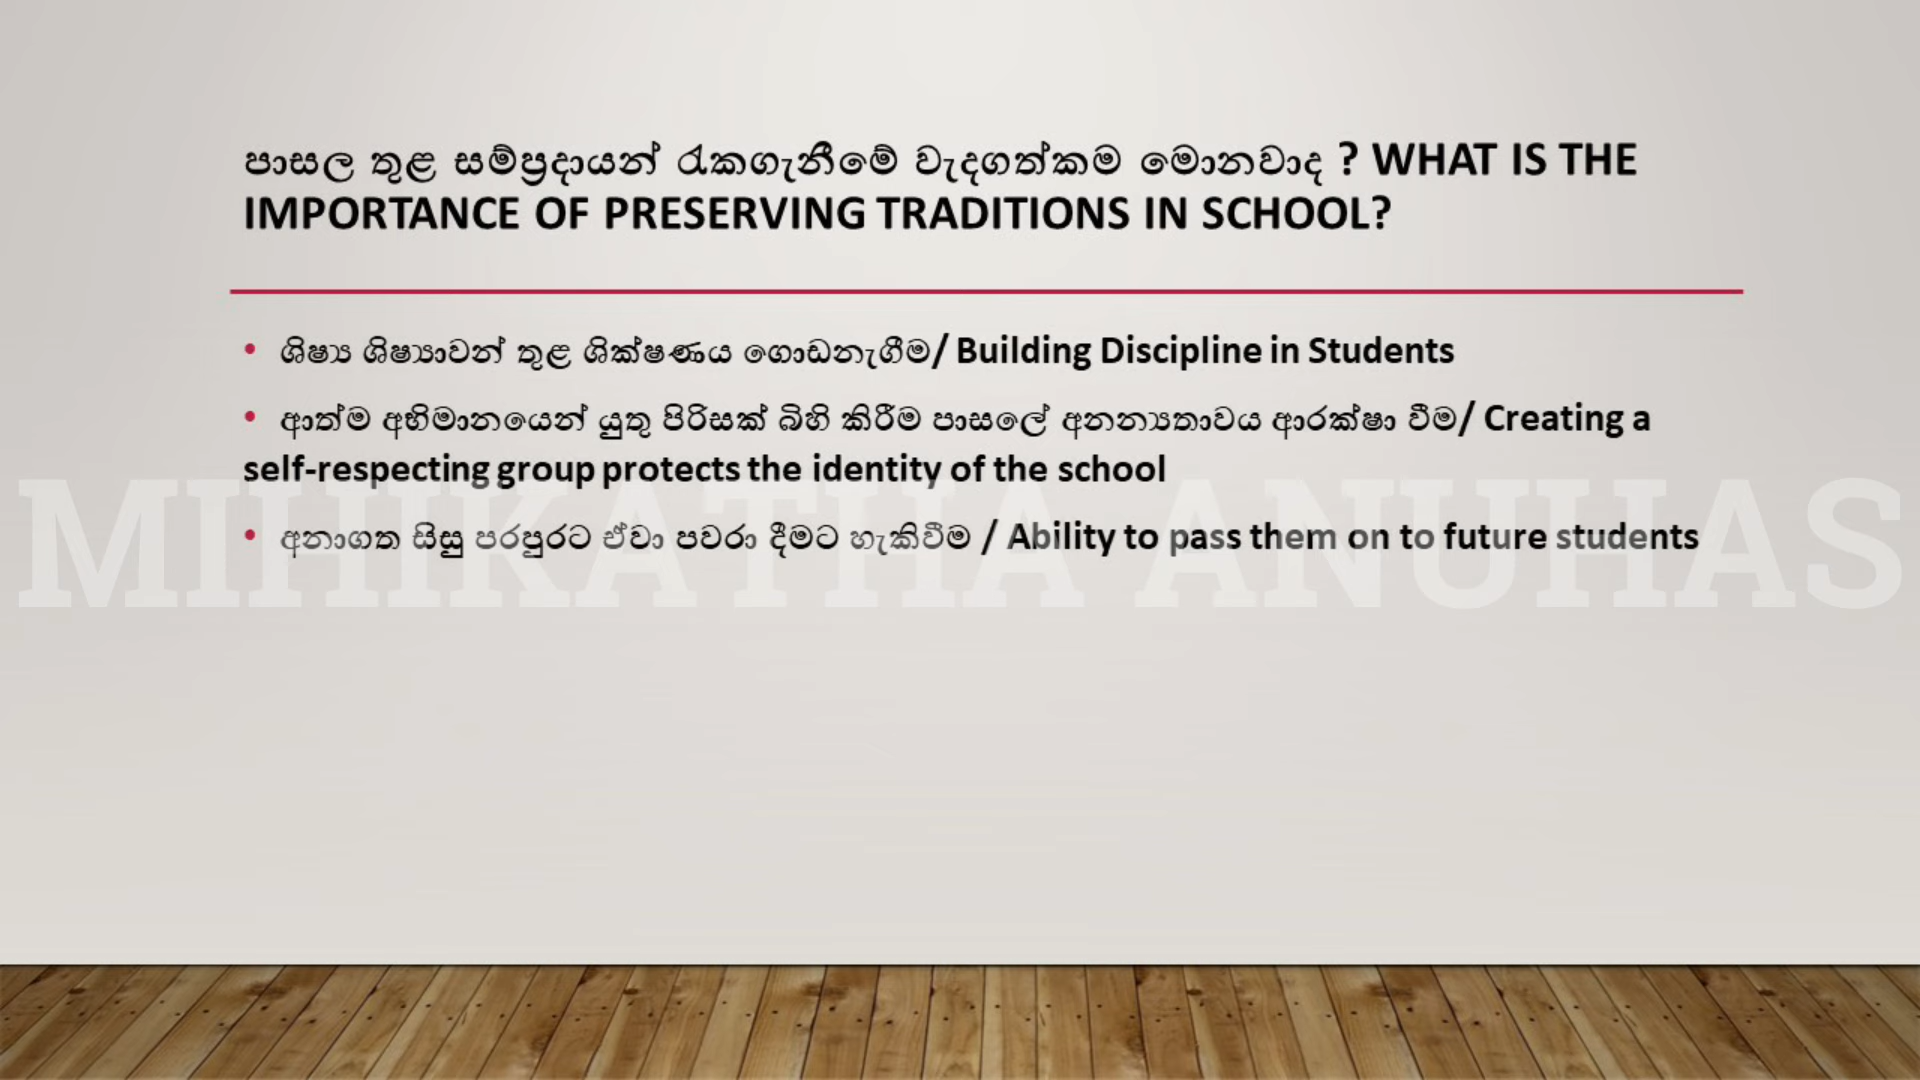 පාසල තුළ සම්ප්‍රදායන් රැකගැනීමේ වැදගත්කම මොනවාද ? WHAT IS THE
IMPORTANCE OF PRESERVING TRADITIONS IN SCHOOL?
• ශිෂ්‍ය ශිෂ්‍යාවන් තුළ ශික්ෂණය ගොඩනැගීම/ Building Discipline in Students
• ආත්ම අභිමානයෙන් යුතු පිරිසක් බිහි කිරීම පාසලේ අනන්‍යතාවය ආරක්ෂා වීම/ Creating a
self-respecting group protects the identity of the school
MIHIKATHA ANUHAS
• අනාගත සිසු පරපුරට ඒවා පවරා දීමට හැකිවීම / Ability to pass them on to future students